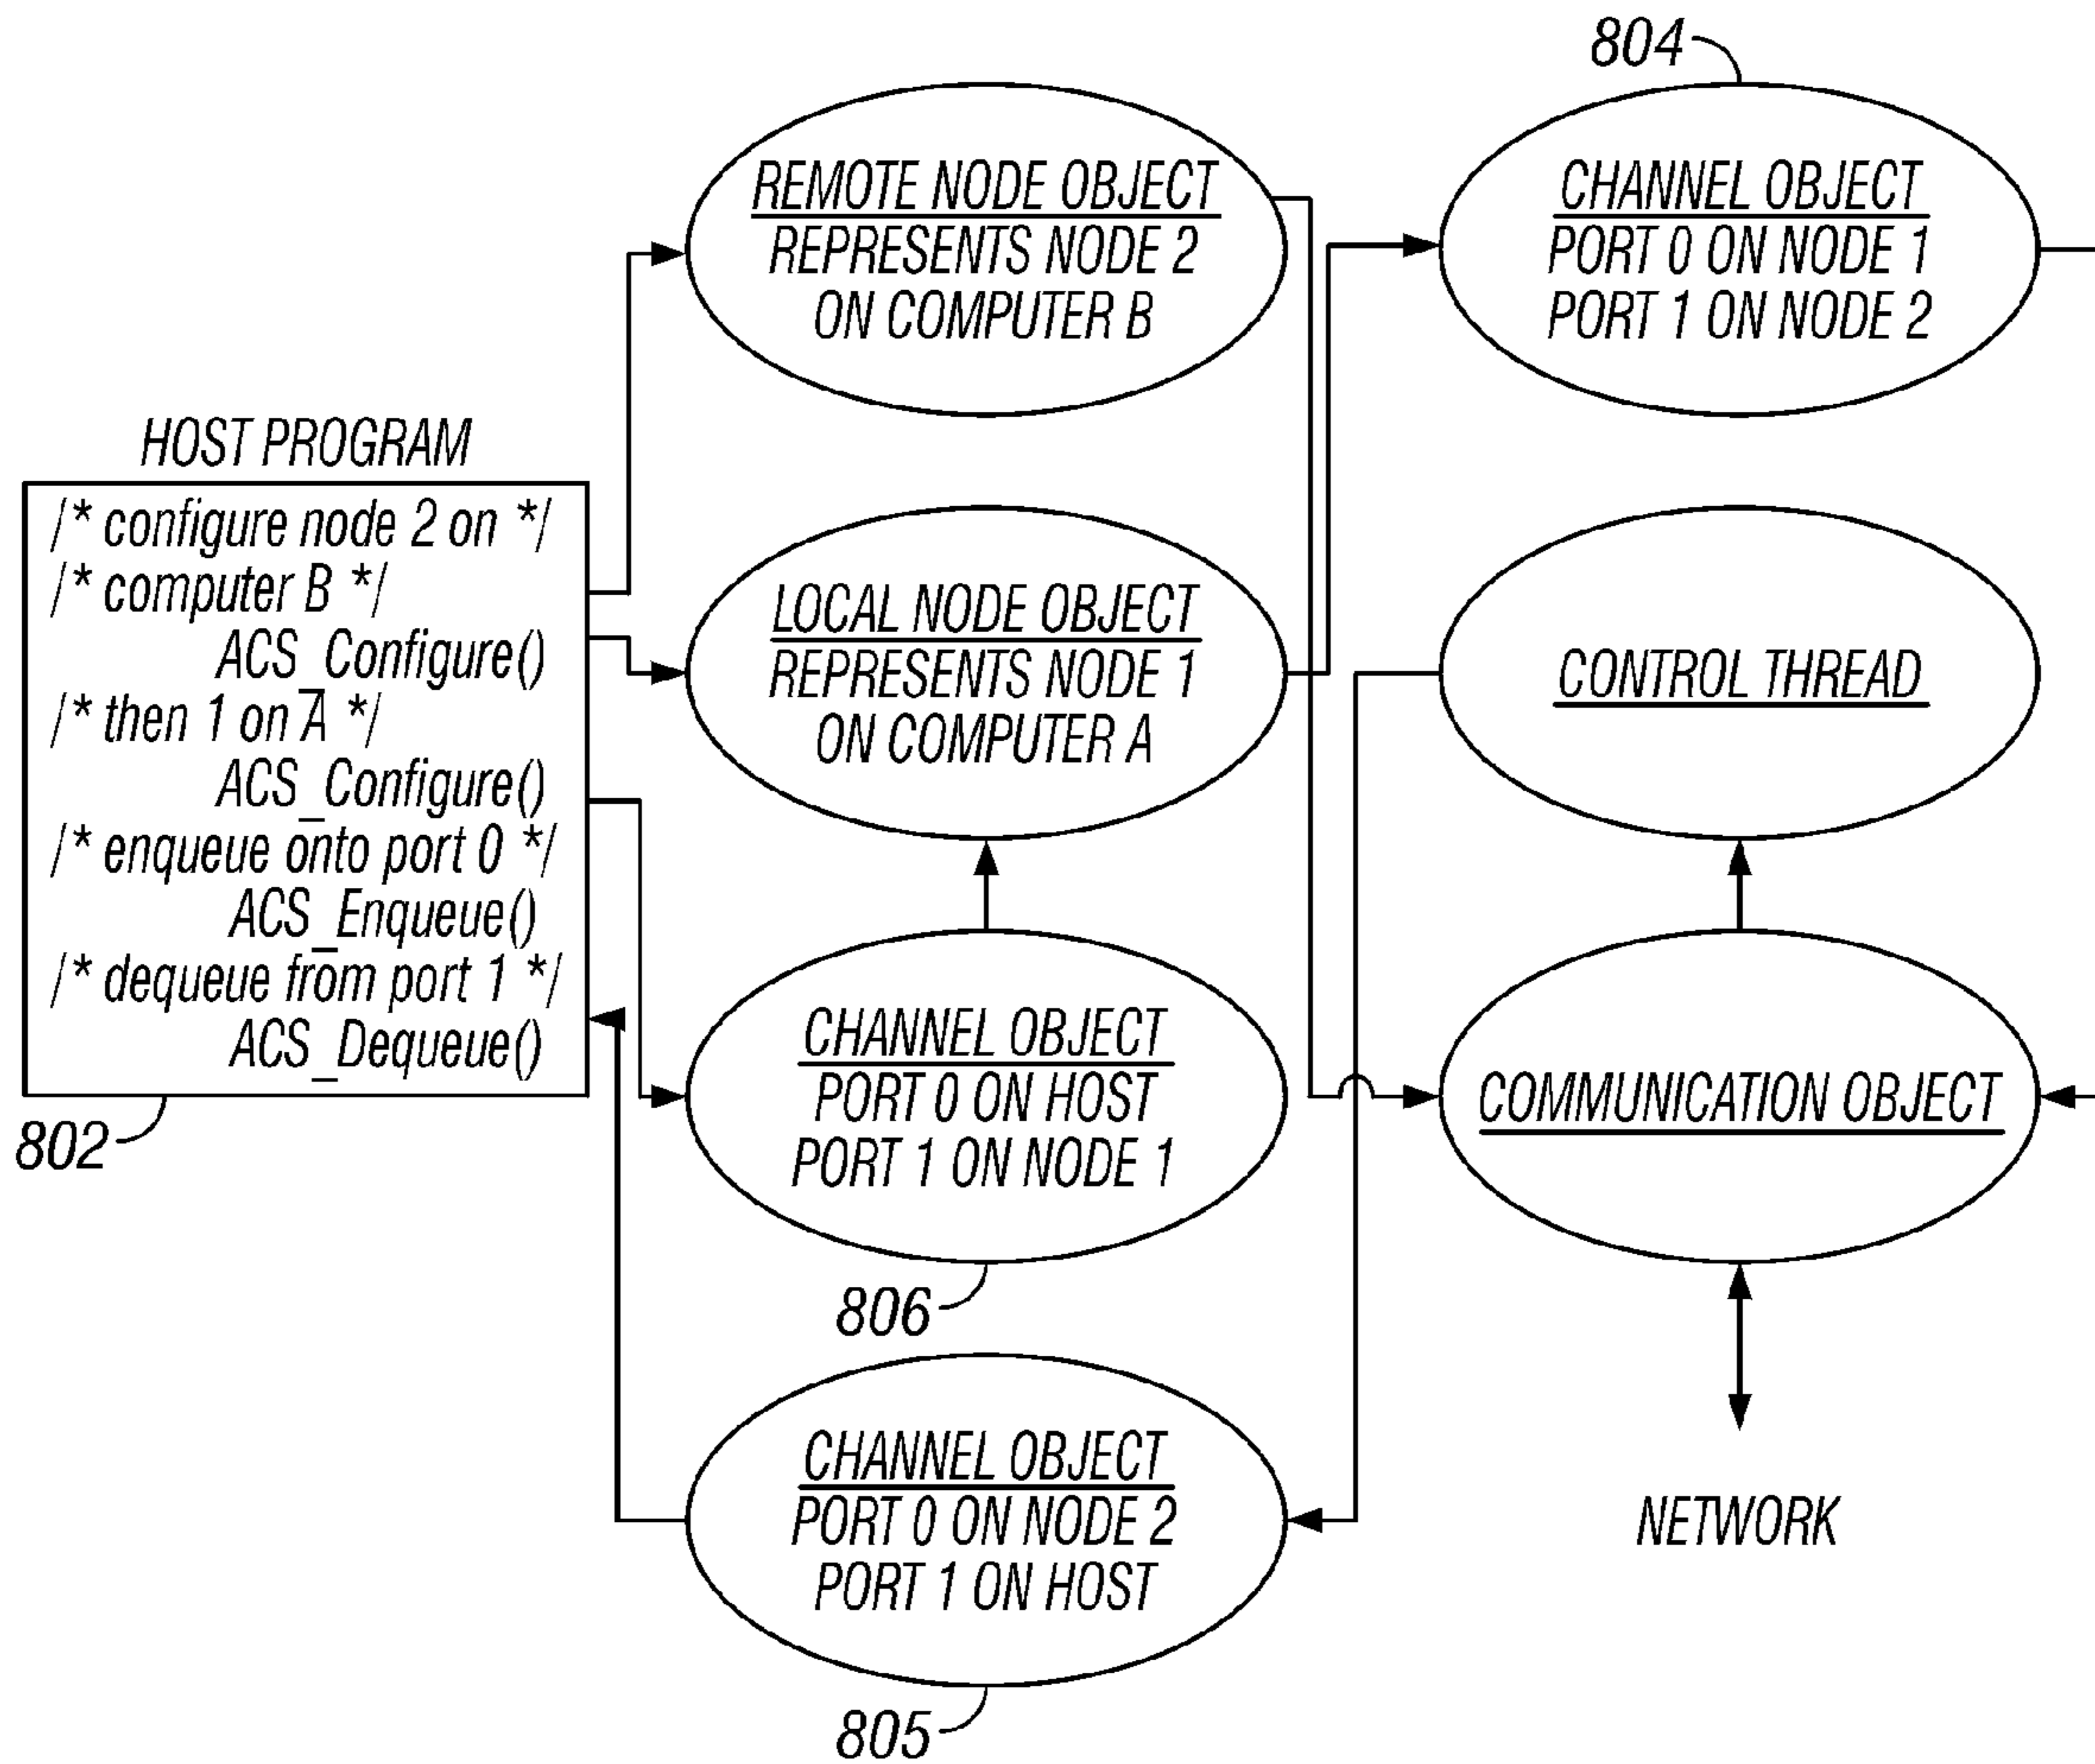 804
REMOTE NODE OBJECT
REPRESENTS NODE 2
ON COMPUTER B
CHANNEL OBJECT
PORT 0 ON NODE 1
PORT 1 ON NODE 2
HOST PROGRAM
/* configure node 2 on */
/* computer B */
ACS_Configure()
/* then 1 on A */
ACS_Configure()
/* enqueue onto port 0 */
ACS_Enqueue()
/* dequeue from port 1 */
ACS_Dequeue()
802
LOCAL NODE OBJECT
REPRESENTS NODE 1
ON COMPUTER A
CONTROL THREAD
CHANNEL OBJECT
PORT 0 ON HOST
PORT 1 ON NODE 1
806
COMMUNICATION OBJECT
CHANNEL OBJECT
PORT 0 ON NODE 2
PORT 1 ON HOST
805
NETWORK